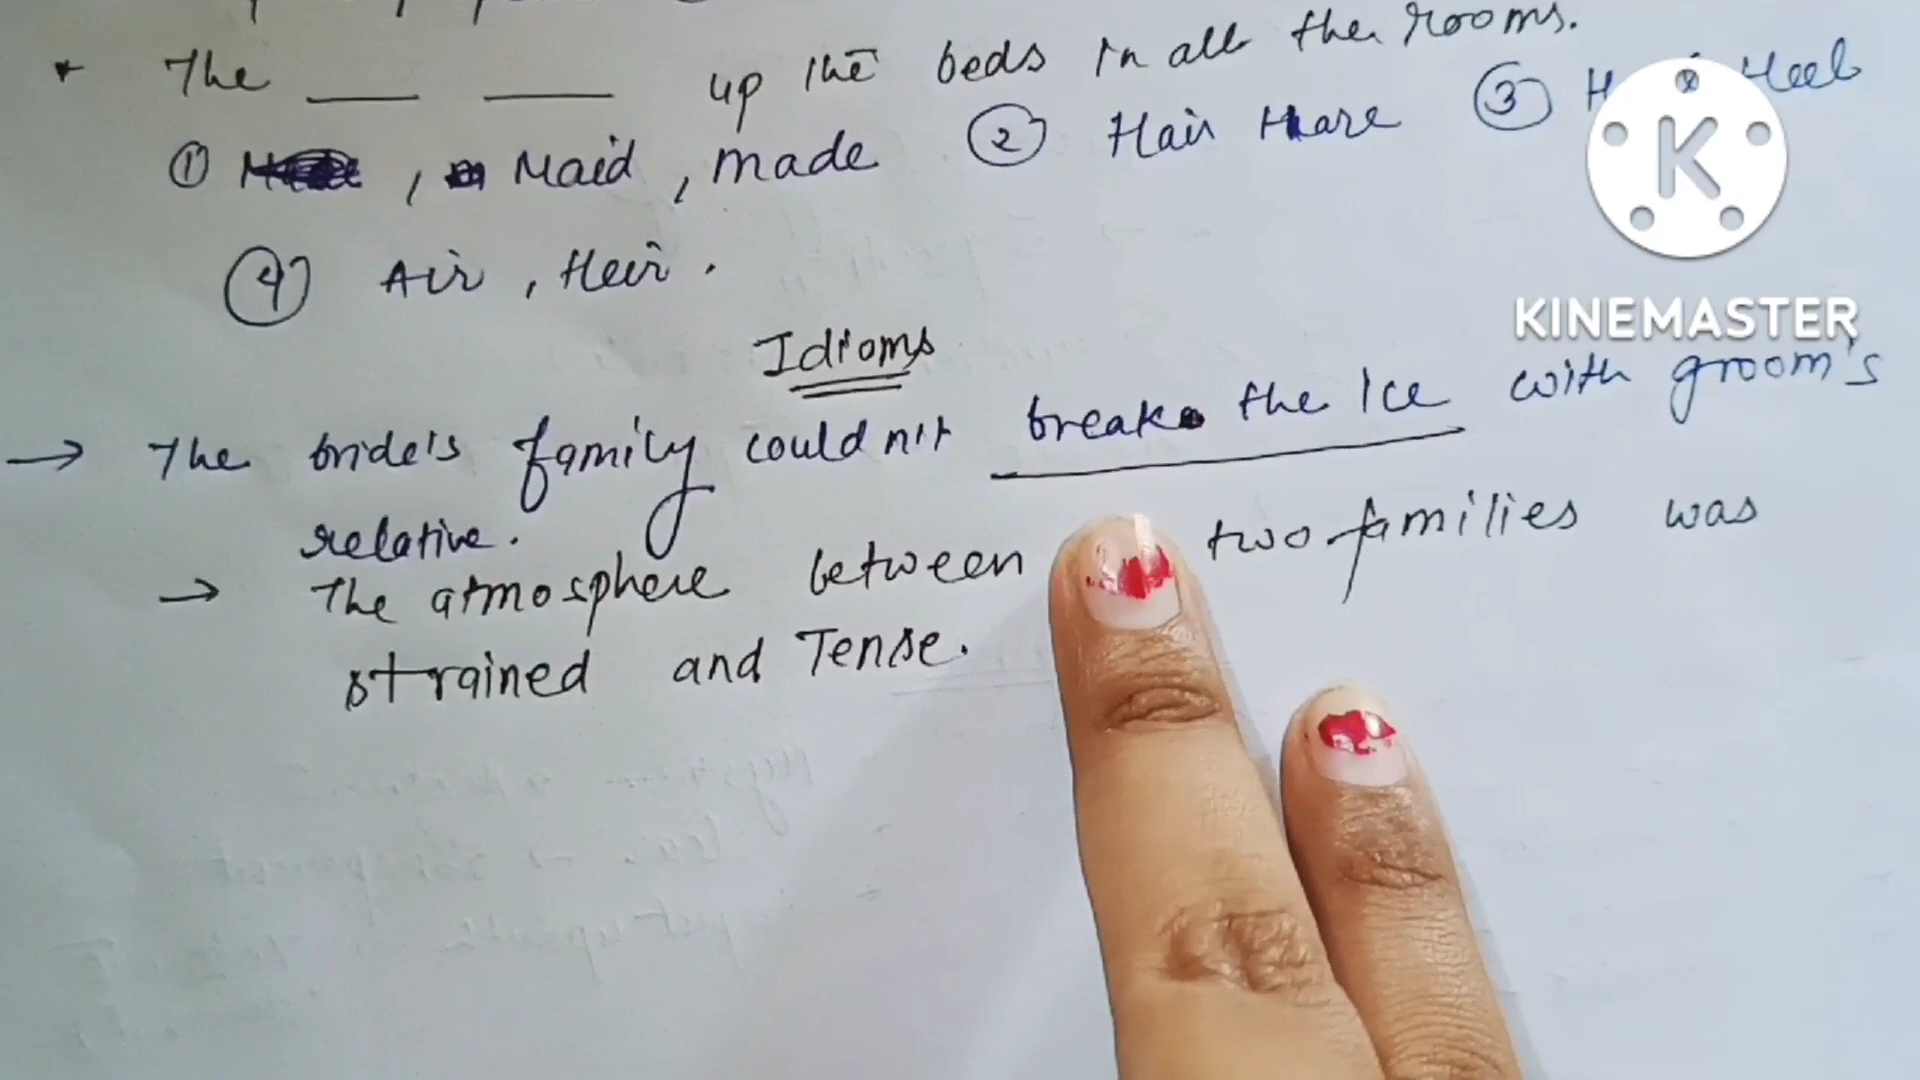 * The ___ ___ up the beds in all the rooms.
① , Maid, made ② Hair Hare ③ Heel
④ Air, Heir.
Idioms
→ The bride's family couldn't break the Ice with groom's
relative.
→ The atmosphere between two families was
strained and Tense.
K
KINEMASTER